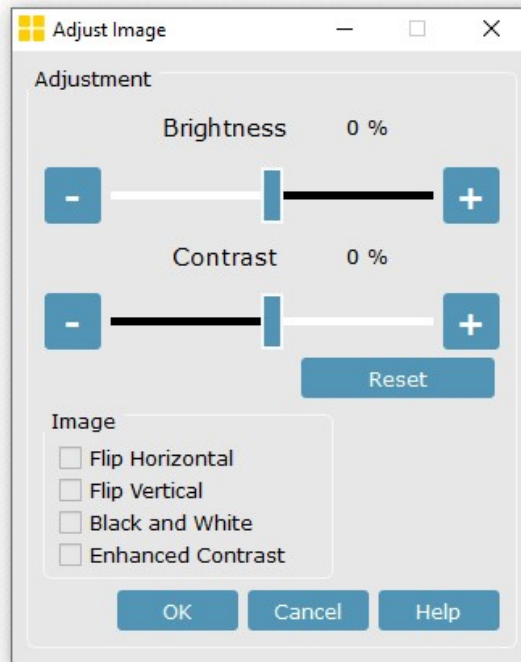 Adjust Image
Adjustment
Brightness 0 %
- +
Contrast 0 %
- +
Reset
Image
Flip Horizontal
Flip Vertical
Black and White
Enhanced Contrast
OK Cancel Help